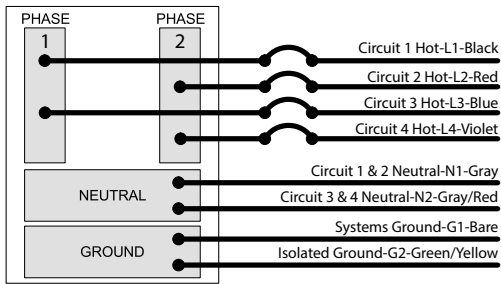 PHASE PHASE
1 2
Circuit 1 Hot-L1-Black
Circuit 2 Hot-L2-Red
Circuit 3 Hot-L3-Blue
Circuit 4 Hot-L4-Violet
Circuit 1 & 2 Neutral-N1-Gray
NEUTRAL
Circuit 3 & 4 Neutral-N2-Gray/Red
Systems Ground-G1-Bare
GROUND
Isolated Ground-G2-Green/Yellow